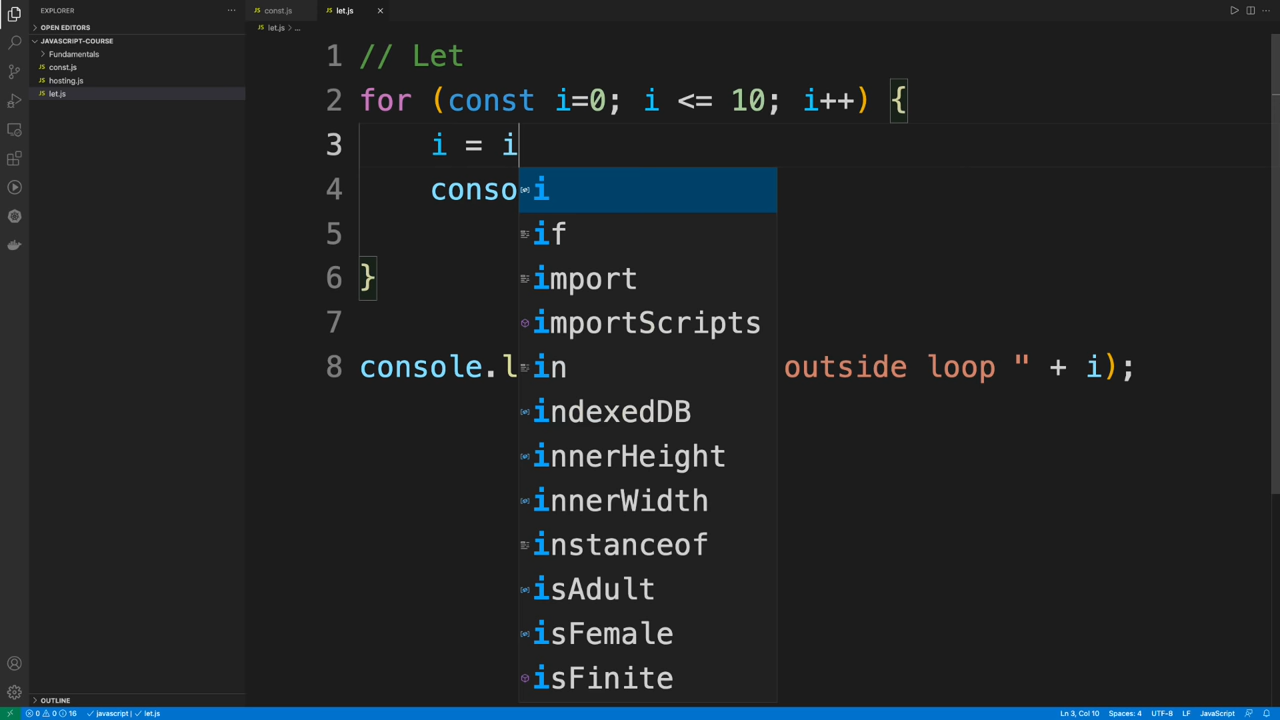 EXPLORER
···
const.js
let.js
OPEN EDITORS
let.js > ...
JAVASCRIPT-COURSE
Fundamentals
const.js
hosting.js
let.js
1 // Let
2 for (const i=0; i <= 10; i++) {
3 i = i
4 conso
5
6 }
7
8 console.l outside loop " + i);
i
if
import
importScripts
in
indexedDB
innerHeight
innerWidth
instanceof
isAdult
isFemale
isFinite
OUTLINE
0 0 16 javascript | let.js
Ln 3, Col 10 Spaces: 4 UTF-8 LF JavaScript